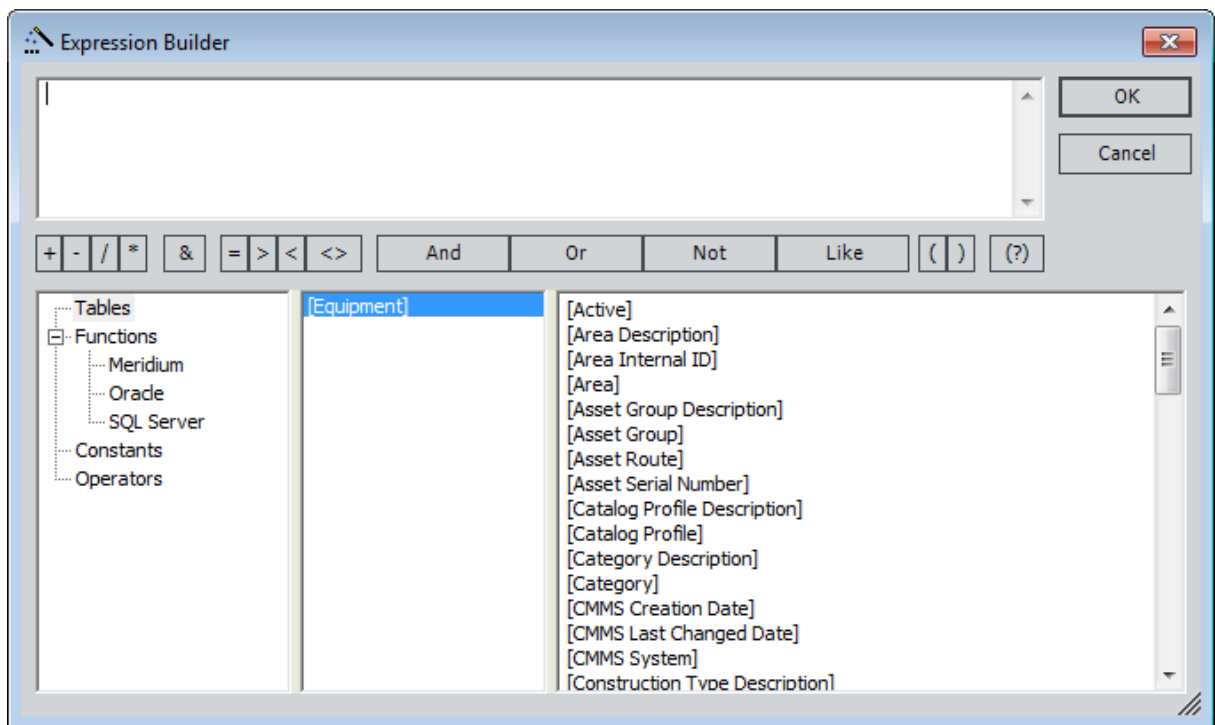 Expression Builder
OK
Cancel
+ - / * & = > < <> And Or Not Like ( ) (?)
Tables
Functions
Meridium
Oracle
SQL Server
Constants
Operators
[Equipment]
[Active]
[Area Description]
[Area Internal ID]
[Area]
[Asset Group Description]
[Asset Group]
[Asset Route]
[Asset Serial Number]
[Catalog Profile Description]
[Catalog Profile]
[Category Description]
[Category]
[CMMS Creation Date]
[CMMS Last Changed Date]
[CMMS System]
[Construction Type Description]